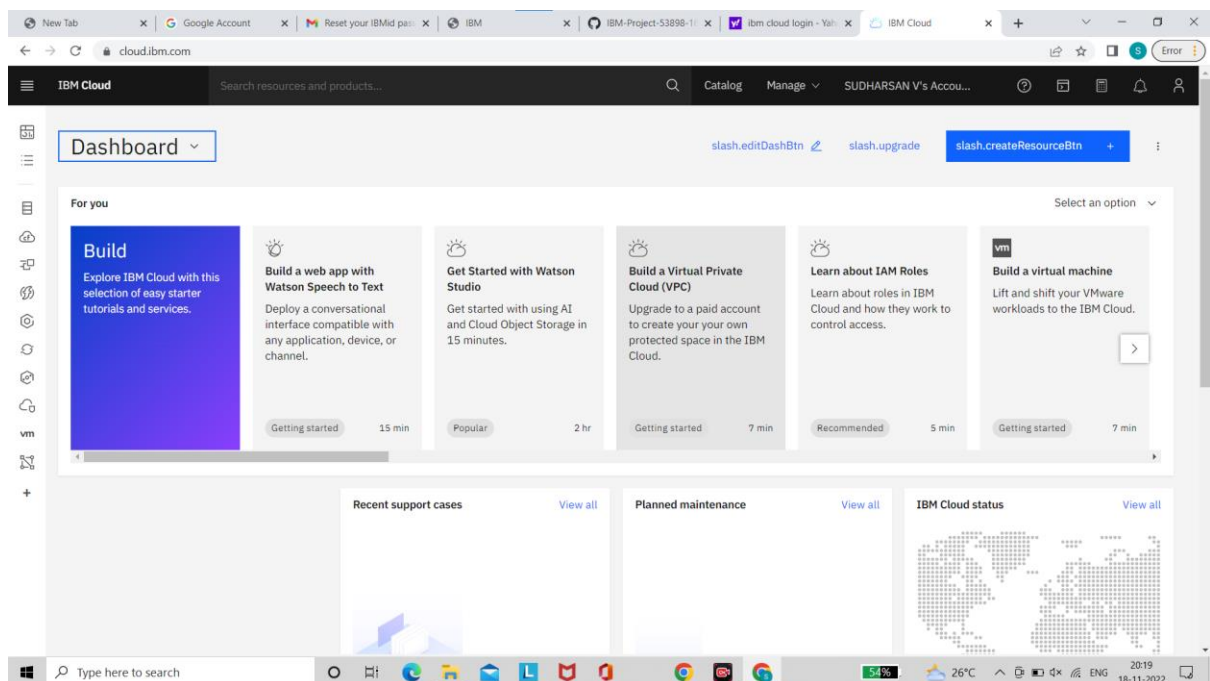 New Tab
Google Account
Reset your IBMid pass
IBM
IBM-Project-53898-1
ibm cloud login - Yah
IBM Cloud
cloud.ibm.com
S
Error
IBM Cloud
Search resources and products...
Catalog
Manage
SUDHARSAN V's Accou...
Dashboard
slash.editDashBtn
slash.upgrade
slash.createResourceBtn +
For you
Select an option
Build
Explore IBM Cloud with this
selection of easy starter
tutorials and services.
Build a web app with
Watson Speech to Text
Deploy a conversational
interface compatible with
any application, device, or
channel.
Getting started
15 min
Get Started with Watson
Studio
Get started with using AI
and Cloud Object Storage in
15 minutes.
Popular
2 hr
Build a Virtual Private
Cloud (VPC)
Upgrade to a paid account
to create your your own
protected space in the IBM
Cloud.
Getting started
7 min
Learn about IAM Roles
Learn about roles in IBM
Cloud and how they work to
control access.
Recommended
5 min
vm
Build a virtual machine
Lift and shift your VMware
workloads to the IBM Cloud.
Getting started
7 min
vm
Recent support cases
View all
Planned maintenance
View all
IBM Cloud status
View all
Type here to search
54%
26°C
ENG
20:19
18-11-2022